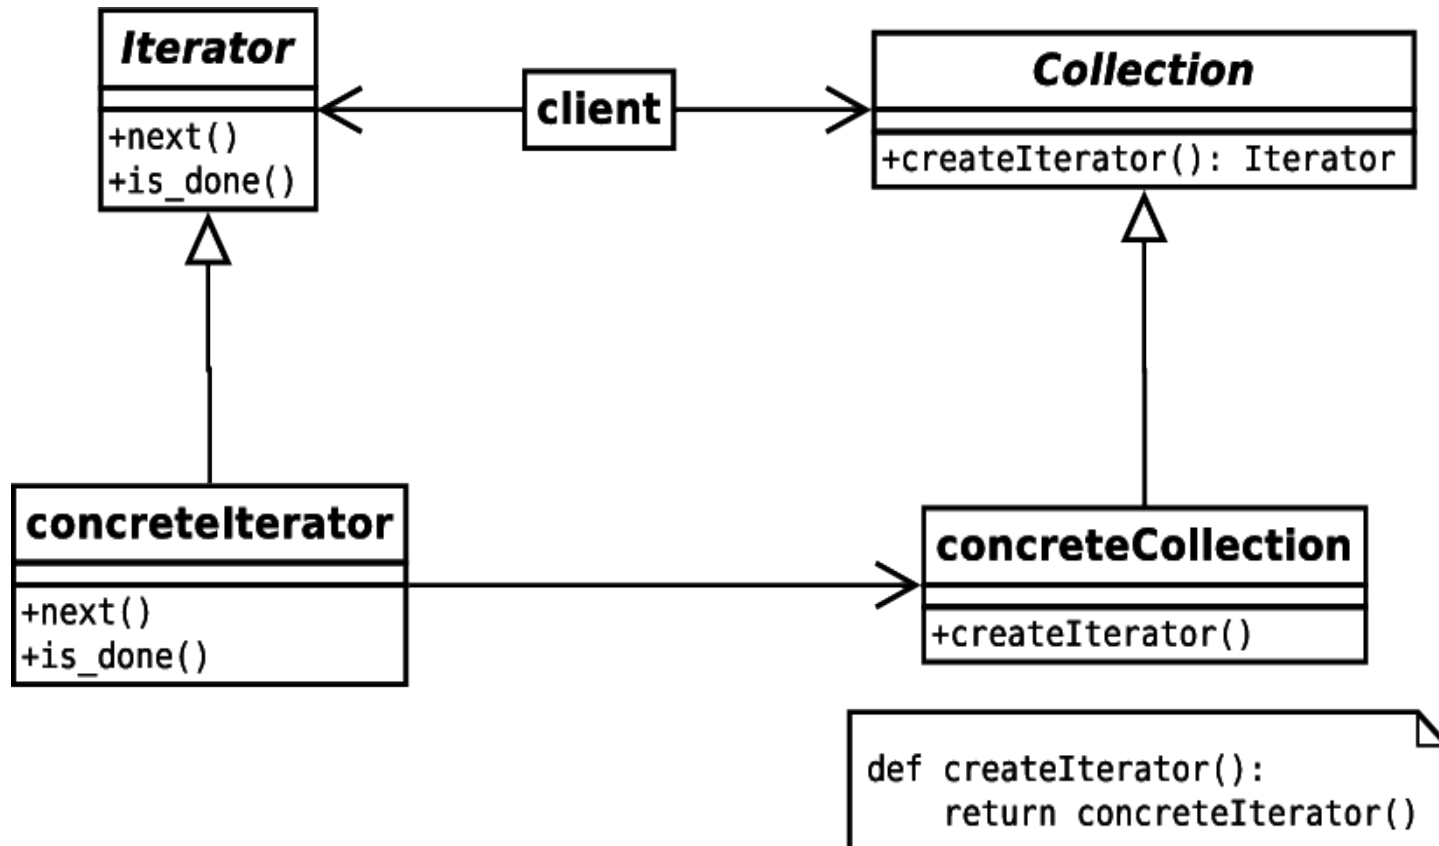 Iterator
+next()
+is_done()
client
Collection
+createIterator(): Iterator
concreteIterator
+next()
+is_done()
concreteCollection
+createIterator()
def createIterator():
    return concreteIterator()